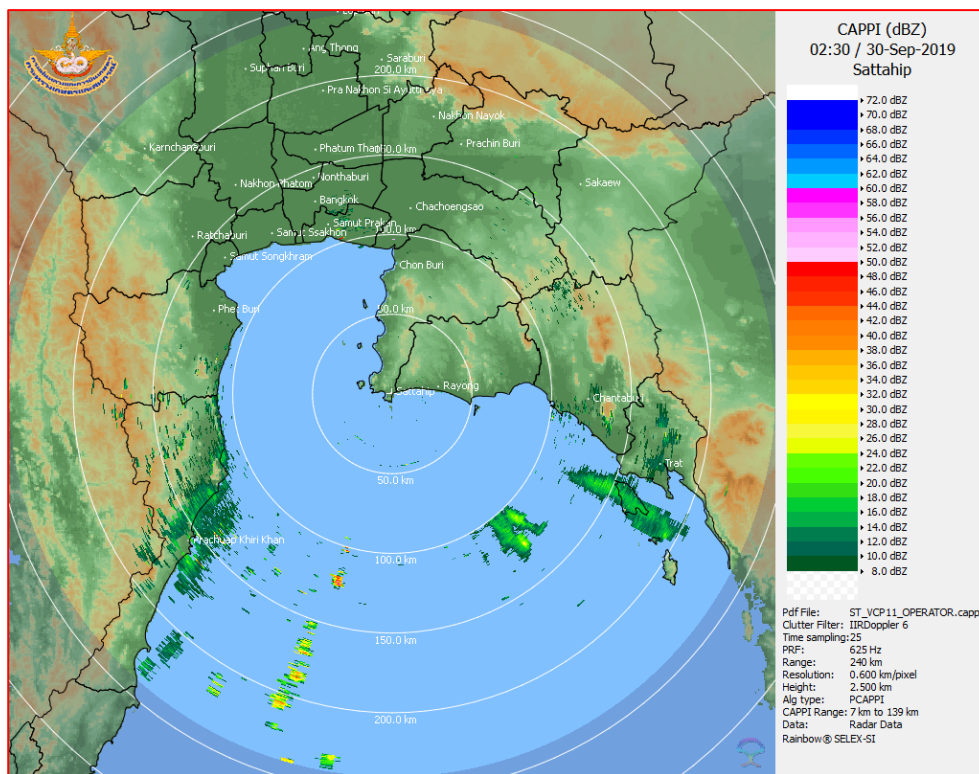 CAPPI (dBZ)
02:30 / 30-Sep-2019
Sattahip
72.0 dBZ
70.0 dBZ
68.0 dBZ
66.0 dBZ
64.0 dBZ
62.0 dBZ
60.0 dBZ
58.0 dBZ
56.0 dBZ
54.0 dBZ
52.0 dBZ
50.0 dBZ
48.0 dBZ
46.0 dBZ
44.0 dBZ
42.0 dBZ
40.0 dBZ
38.0 dBZ
36.0 dBZ
34.0 dBZ
32.0 dBZ
30.0 dBZ
28.0 dBZ
26.0 dBZ
24.0 dBZ
22.0 dBZ
20.0 dBZ
18.0 dBZ
16.0 dBZ
14.0 dBZ
12.0 dBZ
10.0 dBZ
8.0 dBZ
Pdf File: ST_VCP11_OPERATOR.capp
Clutter Filter: IIRDoppler 6
Time sampling:25
PRF: 625 Hz
Range: 240 km
Resolution: 0.600 km/pixel
Height: 2.500 km
Alg type: PCAPPI
CAPPI Range: 7 km to 139 km
Data: Radar Data
Rainbow® SELEX-SI
Ang Thong
Saraburi
Suphan Buri
200.0 km
Pra Nakhon Si Ayutthaya
Nakhon Nayok
Karnchanaburi
Phatum Thani
150.0 km
Prachin Buri
Nonthaburi
Nakhon Phatom
Sakaew
Bangkok
Chachoengsao
Samut Prakan
Ratchaburi
Samut Ssakhon
100.0 km
Samut Songkhram
Chon Buri
Phet Buri
50.0 km
Sattahip
Rayong
Chantaburi
Trat
50.0 km
Prachuap Khiri Khan
100.0 km
150.0 km
200.0 km